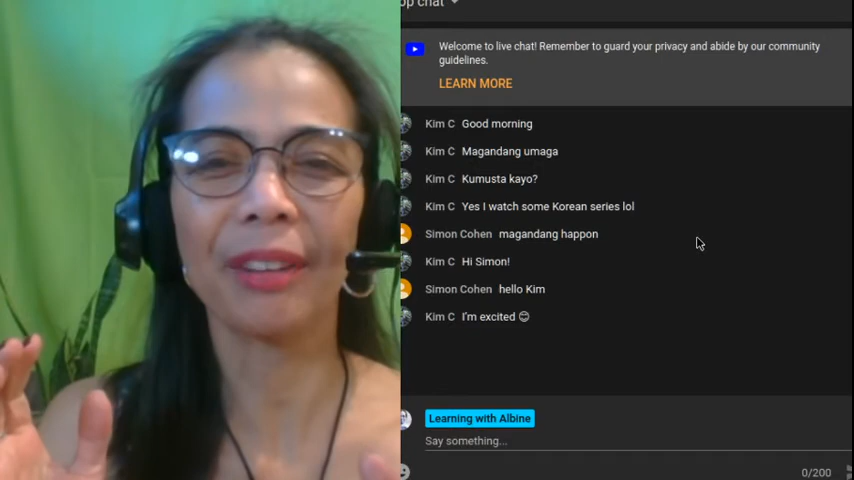 op chat
Welcome to live chat! Remember to guard your privacy and abide by our community
guidelines.
LEARN MORE
Kim C Good morning
Kim C Magandang umaga
Kim C Kumusta kayo?
Kim C Yes I watch some Korean series lol
Simon Cohen magandang happon
Kim C Hi Simon!
Simon Cohen hello Kim
Kim C I'm excited 😊
Learning with Albine
Say something...
0/200